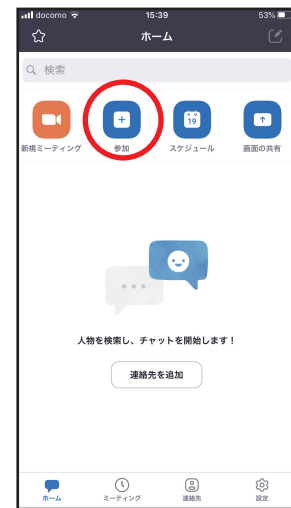 docomo 15:39 53%
ホーム
検索
新規ミーティング 参加 スケジュール 画面の共有
19
人物を検索し、チャットを開始します！
連絡先を追加
ホーム ミーティング 連絡先 設定